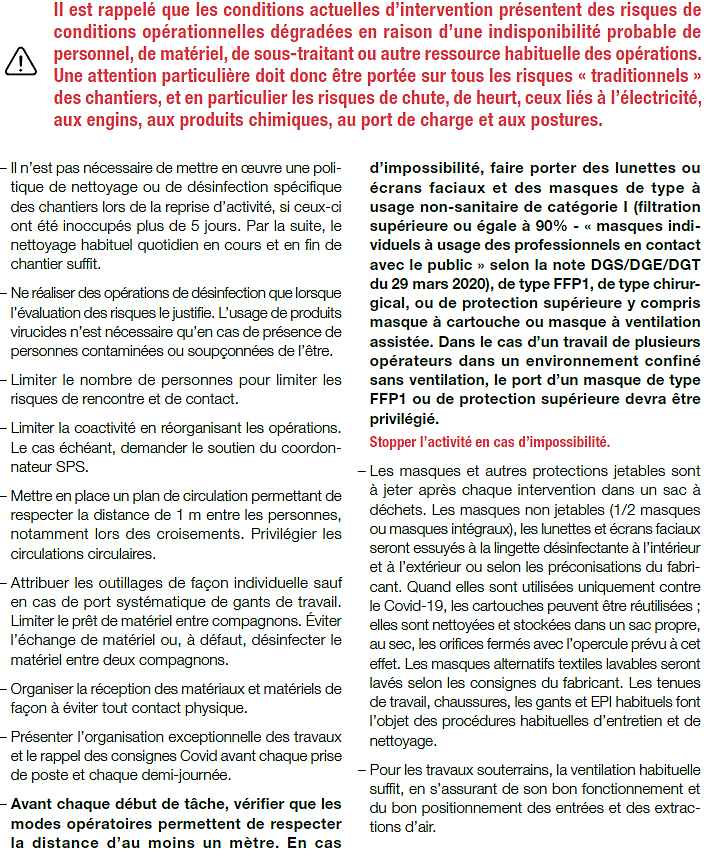 Il est rappelé que les conditions actuelles d'intervention présentent des risques de
conditions opérationnelles dégradées en raison d'une indisponibilité probable de
personnel, de matériel, de sous-traitant ou autre ressource habituelle des opérations.
Une attention particulière doit donc être portée sur tous les risques « traditionnels »
des chantiers, et en particulier les risques de chute, de heurt, ceux liés à l'électricité,
aux engins, aux produits chimiques, au port de charge et aux postures.
– Il n'est pas nécessaire de mettre en œuvre une poli-
tique de nettoyage ou de désinfection spécifique
des chantiers lors de la reprise d'activité, si ceux-ci
ont été inoccupés plus de 5 jours. Par la suite, le
nettoyage habituel quotidien en cours et en fin de
chantier suffit.
– Ne réaliser des opérations de désinfection que lorsque
l'évaluation des risques le justifie. L'usage de produits
virucides n'est nécessaire qu'en cas de présence de
personnes contaminées ou soupçonnées de l'être.
– Limiter le nombre de personnes pour limiter les
risques de rencontre et de contact.
– Limiter la coactivité en réorganisant les opérations.
Le cas échéant, demander le soutien du coordon-
nateur SPS.
– Mettre en place un plan de circulation permettant de
respecter la distance de 1 m entre les personnes,
notamment lors des croisements. Privilégier les
circulations circulaires.
– Attribuer les outillages de façon individuelle sauf
en cas de port systématique de gants de travail.
Limiter le prêt de matériel entre compagnons. Éviter
l'échange de matériel ou, à défaut, désinfecter le
matériel entre deux compagnons.
– Organiser la réception des matériaux et matériels de
façon à éviter tout contact physique.
– Présenter l'organisation exceptionnelle des travaux
et le rappel des consignes Covid avant chaque prise
de poste et chaque demi-journée.
– Avant chaque début de tâche, vérifier que les
modes opératoires permettent de respecter
la distance d'au moins un mètre. En cas
d'impossibilité, faire porter des lunettes ou
écrans faciaux et des masques de type à
usage non-sanitaire de catégorie I (filtration
supérieure ou égale à 90% - « masques indi-
viduels à usage des professionnels en contact
avec le public » selon la note DGS/DGE/DGT
du 29 mars 2020), de type FFP1, de type chirur-
gical, ou de protection supérieure y compris
masque à cartouche ou masque à ventilation
assistée. Dans le cas d'un travail de plusieurs
opérateurs dans un environnement confiné
sans ventilation, le port d'un masque de type
FFP1 ou de protection supérieure devra être
privilégié.
Stopper l'activité en cas d'impossibilité.
– Les masques et autres protections jetables sont
à jeter après chaque intervention dans un sac à
déchets. Les masques non jetables (1/2 masques
ou masques intégraux), les lunettes et écrans faciaux
seront essuyés à la lingette désinfectante à l'intérieur
et à l'extérieur ou selon les préconisations du fabri-
cant. Quand elles sont utilisées uniquement contre
le Covid-19, les cartouches peuvent être réutilisées ;
elles sont nettoyées et stockées dans un sac propre,
au sec, les orifices fermés avec l'opercule prévu à cet
effet. Les masques alternatifs textiles lavables seront
lavés selon les consignes du fabricant. Les tenues
de travail, chaussures, les gants et EPI habituels font
l'objet des procédures habituelles d'entretien et de
nettoyage.
– Pour les travaux souterrains, la ventilation habituelle
suffit, en s'assurant de son bon fonctionnement et
du bon positionnement des entrées et des extrac-
tions d'air.